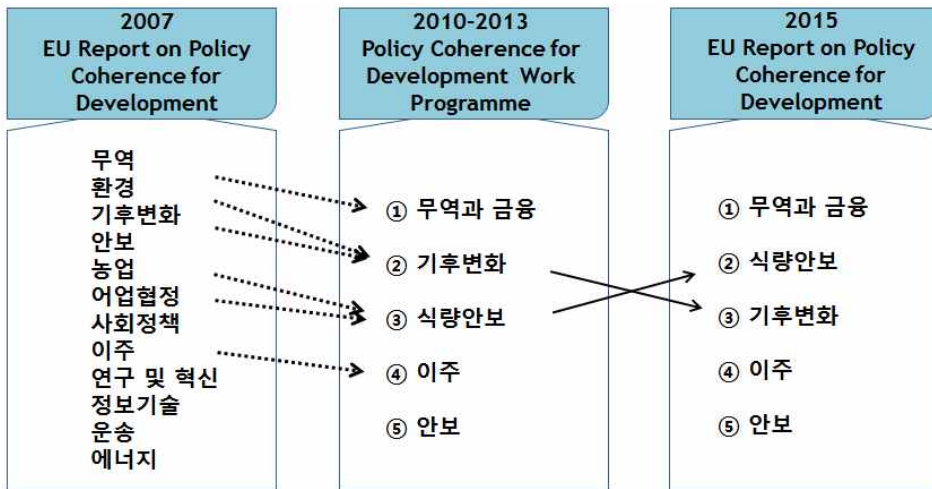 2007
EU Report on Policy
Coherence for
Development
무역
환경
기후변화
안보
농업
어업협정
사회정책
이주
연구 및 혁신
정보기술
운송
에너지
2010-2013
Policy Coherence for
Development Work
Programme
① 무역과 금융
② 기후변화
③ 식량안보
④ 이주
⑤ 안보
2015
EU Report on Policy
Coherence for
Development
① 무역과 금융
② 식량안보
③ 기후변화
④ 이주
⑤ 안보